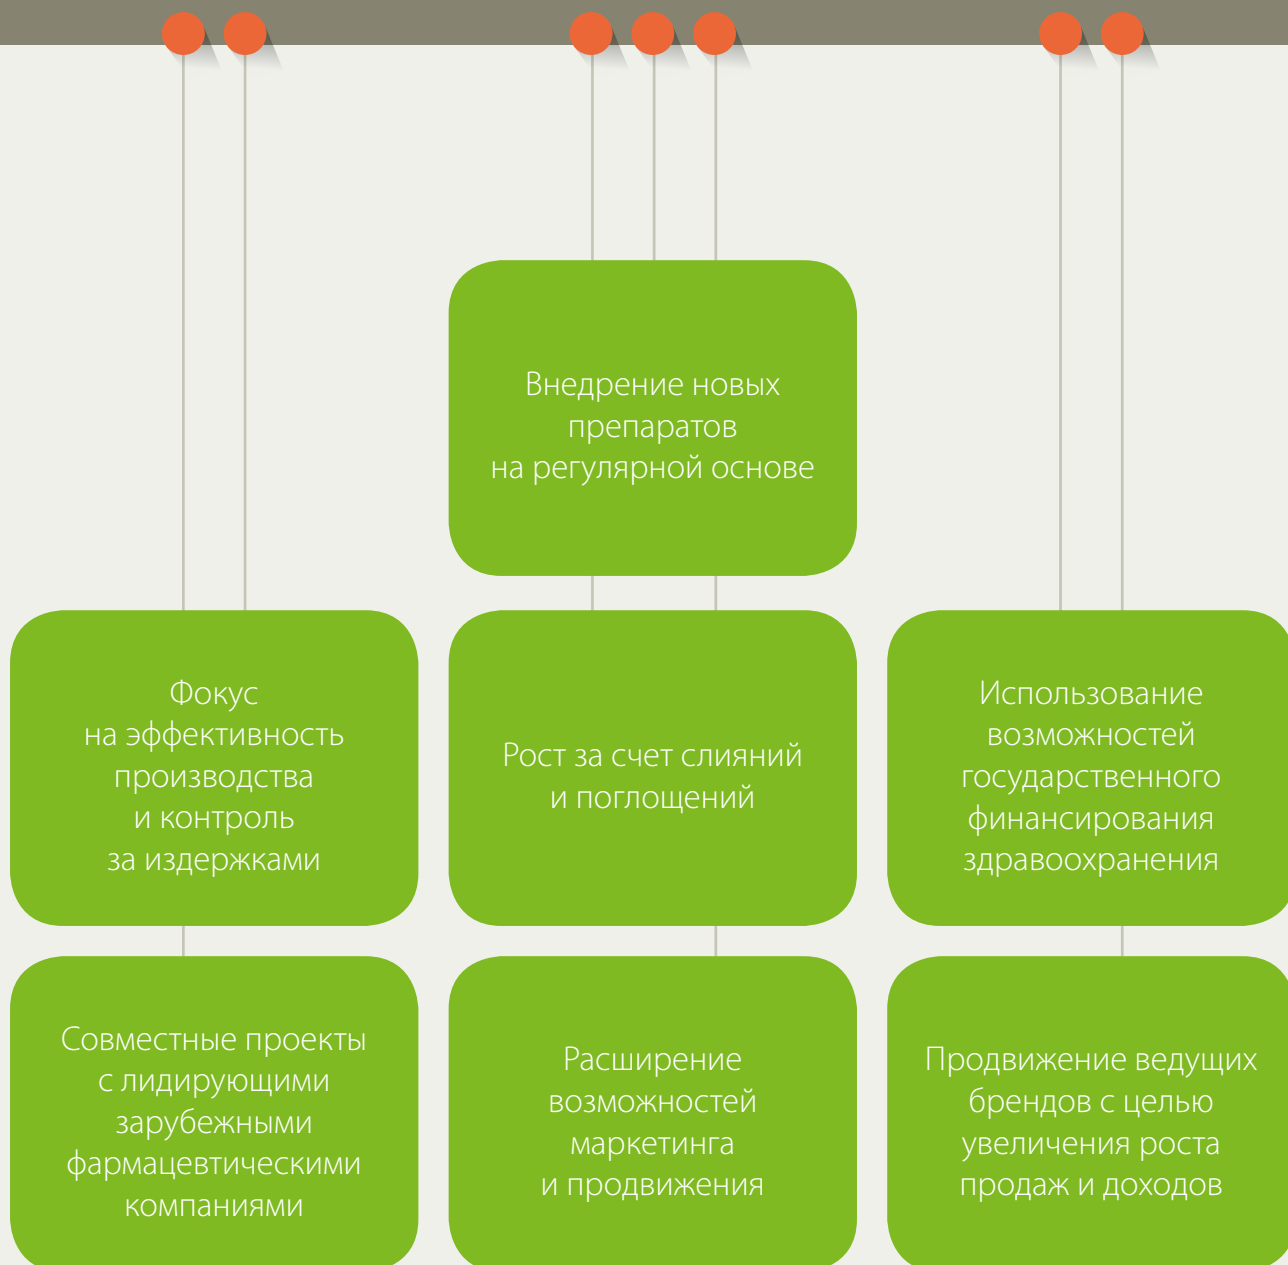 Внедрение новых
препаратов
на регулярной основе
Фокус
на эффективность
производства
и контроль
за издержками
Рост за счет слияний
и поглощений
Использование
возможностей
государственного
финансирования
здравоохранения
Совместные проекты
с лидирующими
зарубежными
фармацевтическими
компаниями
Расширение
возможностей
маркетинга
и продвижения
Продвижение ведущих
брендов с целью
увеличения роста
продаж и доходов